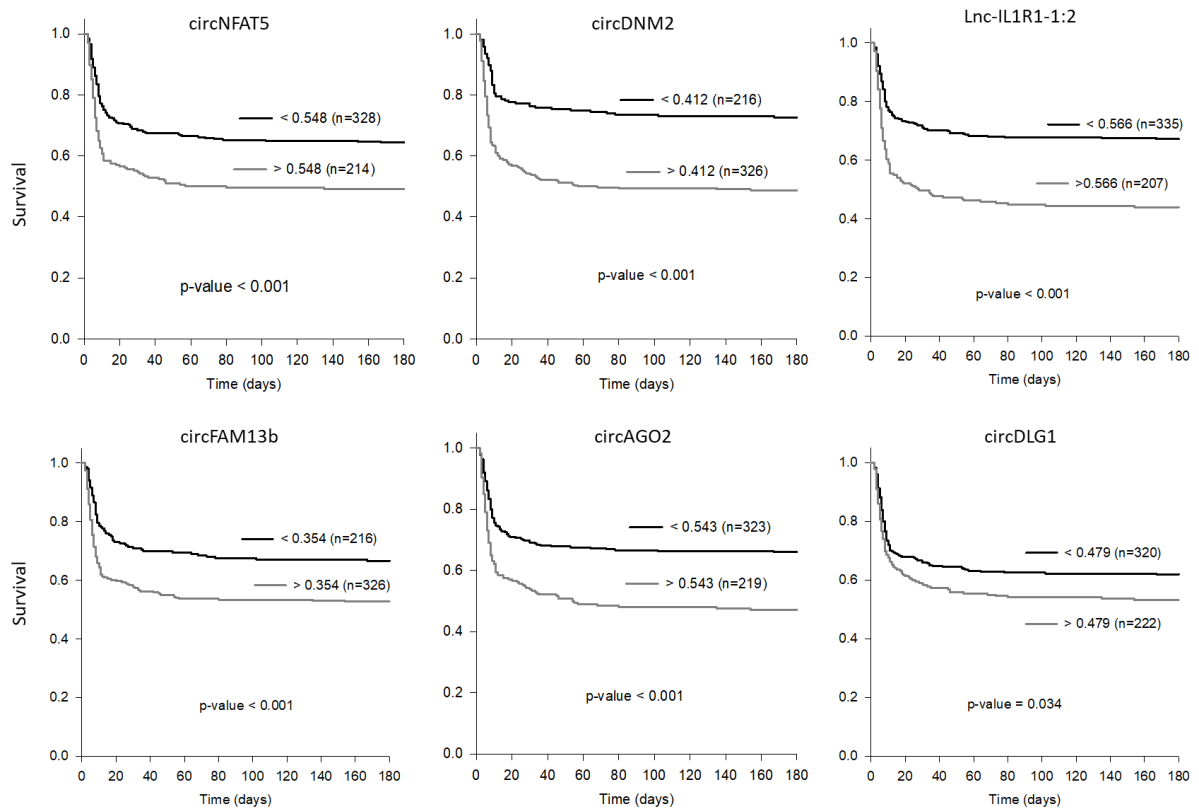 circNFAT5
Survival
1.0
0.8
0.6
0.4
0.2
0.0
< 0.548 (n=328)
> 0.548 (n=214)
p-value < 0.001
0 20 40 60 80 100 120 140 160 180
Time (days)
circDNM2
1.0
0.8
0.6
0.4
0.2
0.0
< 0.412 (n=216)
> 0.412 (n=326)
p-value < 0.001
0 20 40 60 80 100 120 140 160 180
Time (days)
Lnc-IL1R1-1:2
1.0
0.8
0.6
0.4
0.2
0.0
< 0.566 (n=335)
>0.566 (n=207)
p-value < 0.001
0 20 40 60 80 100 120 140 160 180
Time (days)
circFAM13b
Survival
1.0
0.8
0.6
0.4
0.2
0.0
< 0.354 (n=216)
> 0.354 (n=326)
p-value < 0.001
0 20 40 60 80 100 120 140 160 180
Time (days)
circAGO2
1.0
0.8
0.6
0.4
0.2
0.0
< 0.543 (n=323)
> 0.543 (n=219)
p-value < 0.001
0 20 40 60 80 100 120 140 160 180
Time (days)
circDLG1
1.0
0.8
0.6
0.4
0.2
0.0
< 0.479 (n=320)
> 0.479 (n=222)
p-value = 0.034
0 20 40 60 80 100 120 140 160 180
Time (days)